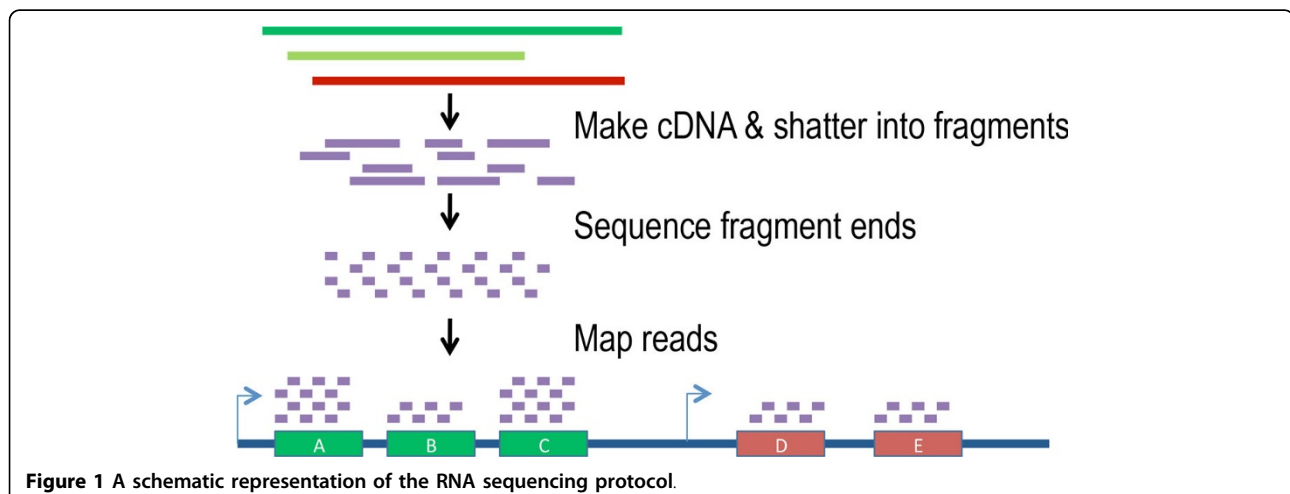 Make cDNA & shatter into fragments
Sequence fragment ends
Map reads
A B C D E
Figure 1 A schematic representation of the RNA sequencing protocol.